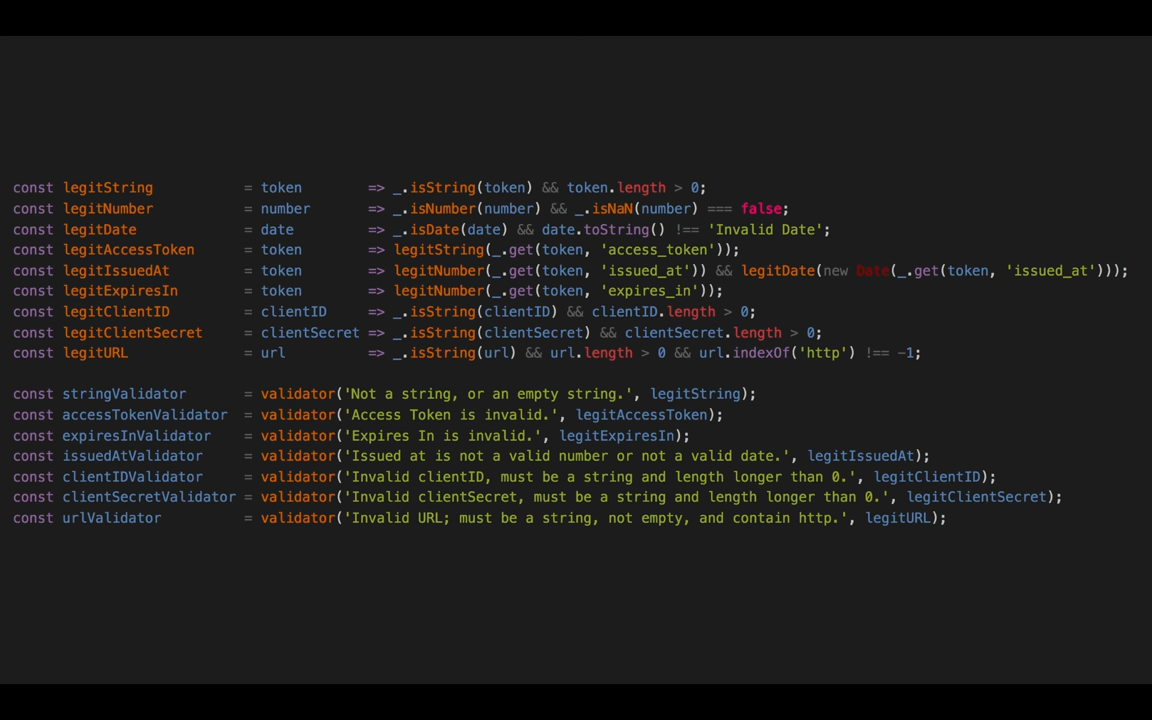 const legitString           = token        => _.isString(token) && token.length > 0;
const legitNumber           = number       => _.isNumber(number) && _.isNaN(number) === false;
const legitDate             = date         => _.isDate(date) && date.toString() !== 'Invalid Date';
const legitAccessToken      = token        => legitString(_.get(token, 'access_token'));
const legitIssuedAt         = token        => legitNumber(_.get(token, 'issued_at')) && legitDate(new Date(_.get(token, 'issued_at')));
const legitExpiresIn        = token        => legitNumber(_.get(token, 'expires_in'));
const legitClientID         = clientID     => _.isString(clientID) && clientID.length > 0;
const legitClientSecret     = clientSecret => _.isString(clientSecret) && clientSecret.length > 0;
const legitURL              = url          => _.isString(url) && url.length > 0 && url.indexOf('http') !== -1;
const stringValidator       = validator('Not a string, or an empty string.', legitString);
const accessTokenValidator  = validator('Access Token is invalid.', legitAccessToken);
const expiresInValidator    = validator('Expires In is invalid.', legitExpiresIn);
const issuedAtValidator     = validator('Issued at is not a valid number or not a valid date.', legitIssuedAt);
const clientIDValidator     = validator('Invalid clientID, must be a string and length longer than 0.', legitClientID);
const clientSecretValidator = validator('Invalid clientSecret, must be a string and length longer than 0.', legitClientSecret);
const urlValidator          = validator('Invalid URL; must be a string, not empty, and contain http.', legitURL);